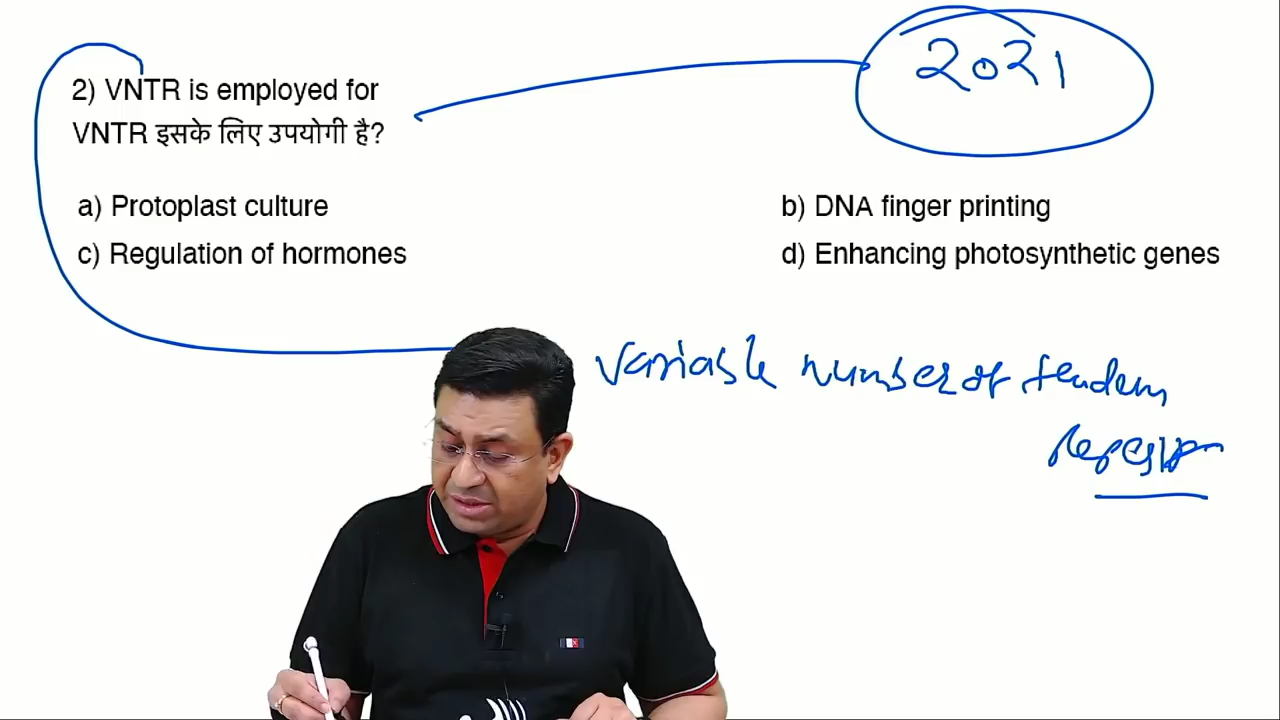 2021
2) VNTR is employed for
VNTR इसके लिए उपयोगी है?
a) Protoplast culture
b) DNA finger printing
c) Regulation of hormones
d) Enhancing photosynthetic genes
Variable number of tandem